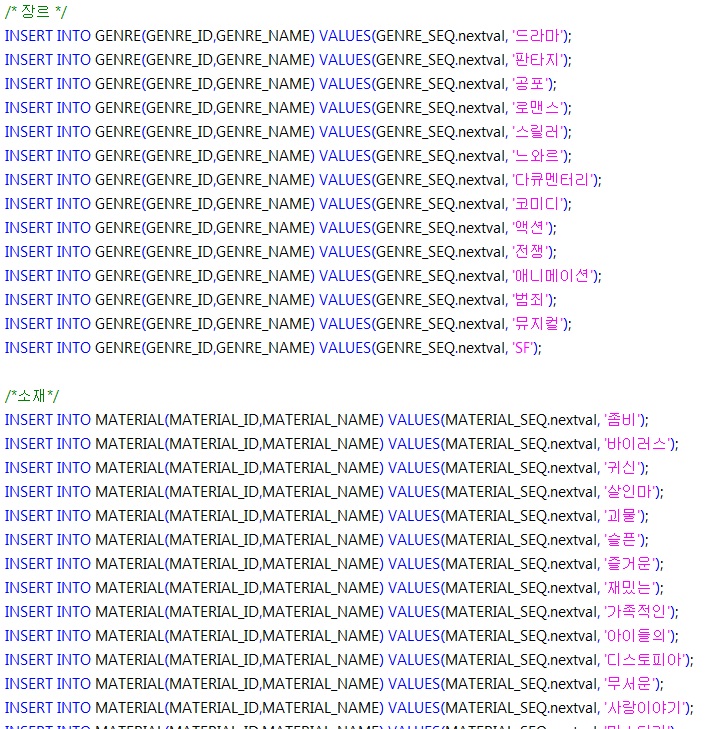 /* 장르 */
INSERT INTO GENRE(GENRE_ID,GENRE_NAME) VALUES(GENRE_SEQ.nextval, '드라마');
INSERT INTO GENRE(GENRE_ID,GENRE_NAME) VALUES(GENRE_SEQ.nextval, '판타지');
INSERT INTO GENRE(GENRE_ID,GENRE_NAME) VALUES(GENRE_SEQ.nextval, '공포');
INSERT INTO GENRE(GENRE_ID,GENRE_NAME) VALUES(GENRE_SEQ.nextval, '로맨스');
INSERT INTO GENRE(GENRE_ID,GENRE_NAME) VALUES(GENRE_SEQ.nextval, '스릴러');
INSERT INTO GENRE(GENRE_ID,GENRE_NAME) VALUES(GENRE_SEQ.nextval, '느와르');
INSERT INTO GENRE(GENRE_ID,GENRE_NAME) VALUES(GENRE_SEQ.nextval, '다큐멘터리');
INSERT INTO GENRE(GENRE_ID,GENRE_NAME) VALUES(GENRE_SEQ.nextval, '코미디');
INSERT INTO GENRE(GENRE_ID,GENRE_NAME) VALUES(GENRE_SEQ.nextval, '액션');
INSERT INTO GENRE(GENRE_ID,GENRE_NAME) VALUES(GENRE_SEQ.nextval, '전쟁');
INSERT INTO GENRE(GENRE_ID,GENRE_NAME) VALUES(GENRE_SEQ.nextval, '애니메이션');
INSERT INTO GENRE(GENRE_ID,GENRE_NAME) VALUES(GENRE_SEQ.nextval, '범죄');
INSERT INTO GENRE(GENRE_ID,GENRE_NAME) VALUES(GENRE_SEQ.nextval, '뮤지컬');
INSERT INTO GENRE(GENRE_ID,GENRE_NAME) VALUES(GENRE_SEQ.nextval, 'SF');
/*소재*/
INSERT INTO MATERIAL(MATERIAL_ID,MATERIAL_NAME) VALUES(MATERIAL_SEQ.nextval, '좀비');
INSERT INTO MATERIAL(MATERIAL_ID,MATERIAL_NAME) VALUES(MATERIAL_SEQ.nextval, '바이러스');
INSERT INTO MATERIAL(MATERIAL_ID,MATERIAL_NAME) VALUES(MATERIAL_SEQ.nextval, '귀신');
INSERT INTO MATERIAL(MATERIAL_ID,MATERIAL_NAME) VALUES(MATERIAL_SEQ.nextval, '살인마');
INSERT INTO MATERIAL(MATERIAL_ID,MATERIAL_NAME) VALUES(MATERIAL_SEQ.nextval, '괴물');
INSERT INTO MATERIAL(MATERIAL_ID,MATERIAL_NAME) VALUES(MATERIAL_SEQ.nextval, '슬픈');
INSERT INTO MATERIAL(MATERIAL_ID,MATERIAL_NAME) VALUES(MATERIAL_SEQ.nextval, '즐거운');
INSERT INTO MATERIAL(MATERIAL_ID,MATERIAL_NAME) VALUES(MATERIAL_SEQ.nextval, '재밌는');
INSERT INTO MATERIAL(MATERIAL_ID,MATERIAL_NAME) VALUES(MATERIAL_SEQ.nextval, '가족적인');
INSERT INTO MATERIAL(MATERIAL_ID,MATERIAL_NAME) VALUES(MATERIAL_SEQ.nextval, '아이들의');
INSERT INTO MATERIAL(MATERIAL_ID,MATERIAL_NAME) VALUES(MATERIAL_SEQ.nextval, '디스토피아');
INSERT INTO MATERIAL(MATERIAL_ID,MATERIAL_NAME) VALUES(MATERIAL_SEQ.nextval, '무서운');
INSERT INTO MATERIAL(MATERIAL_ID,MATERIAL_NAME) VALUES(MATERIAL_SEQ.nextval, '사랑이야기');
INSERT INTO MATERIAL(MATERIAL_ID,MATERIAL_NAME) VALUES(MATERIAL_SEQ.nextval,